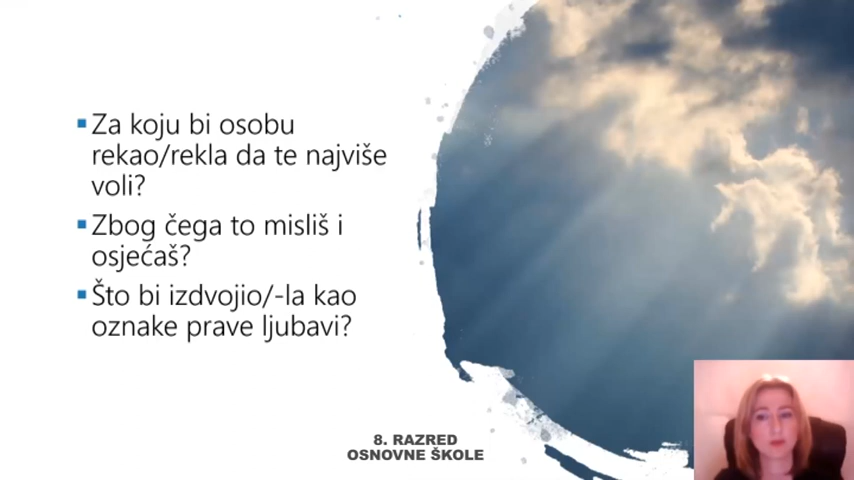 Za koju bi osobu
rekao/rekla da te najviše
voli?
Zbog čega to misliš i
osjećaš?
Što bi izdvojio/-la kao
oznake prave ljubavi?
8. RAZRED
OSNOVNE ŠKOLE